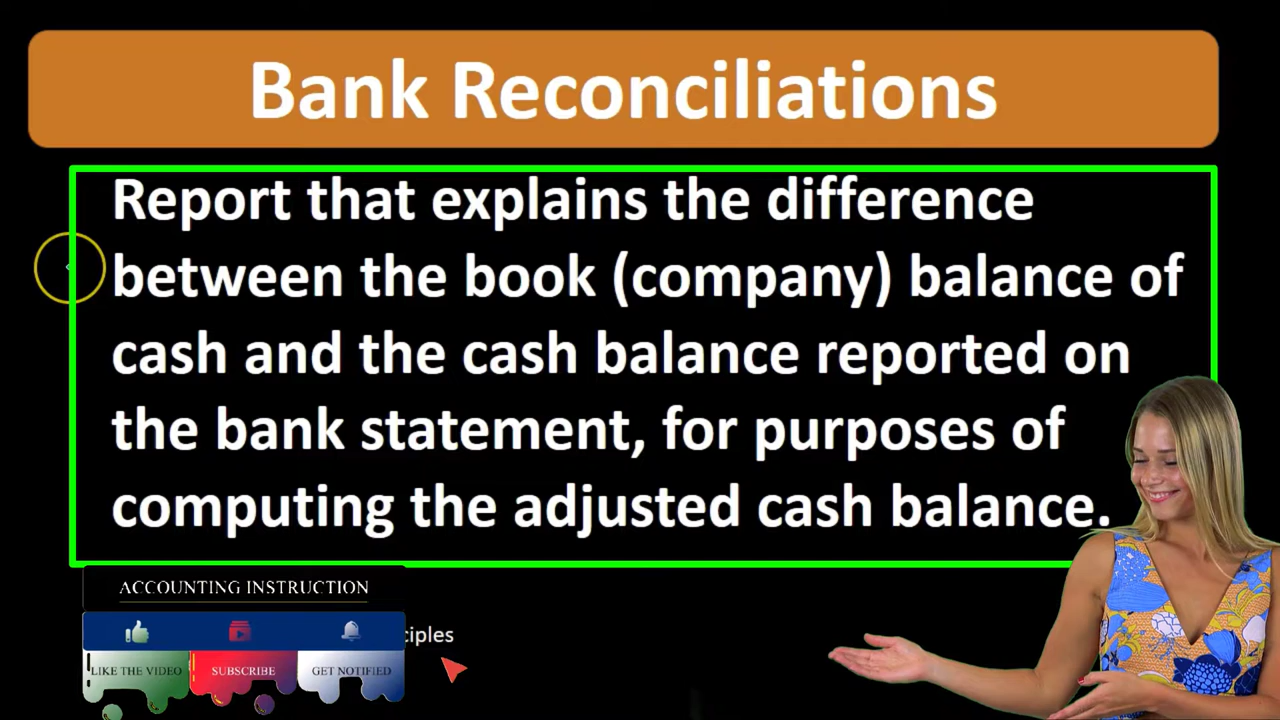 Bank Reconciliations
Report that explains the difference
between the book (company) balance of
cash and the cash balance reported on
the bank statement, for purposes of
computing the adjusted cash balance.
ACCOUNTING INSTRUCTION
ciples
LIKE THE VIDEO SUBSCRIBE GET NOTIFIED